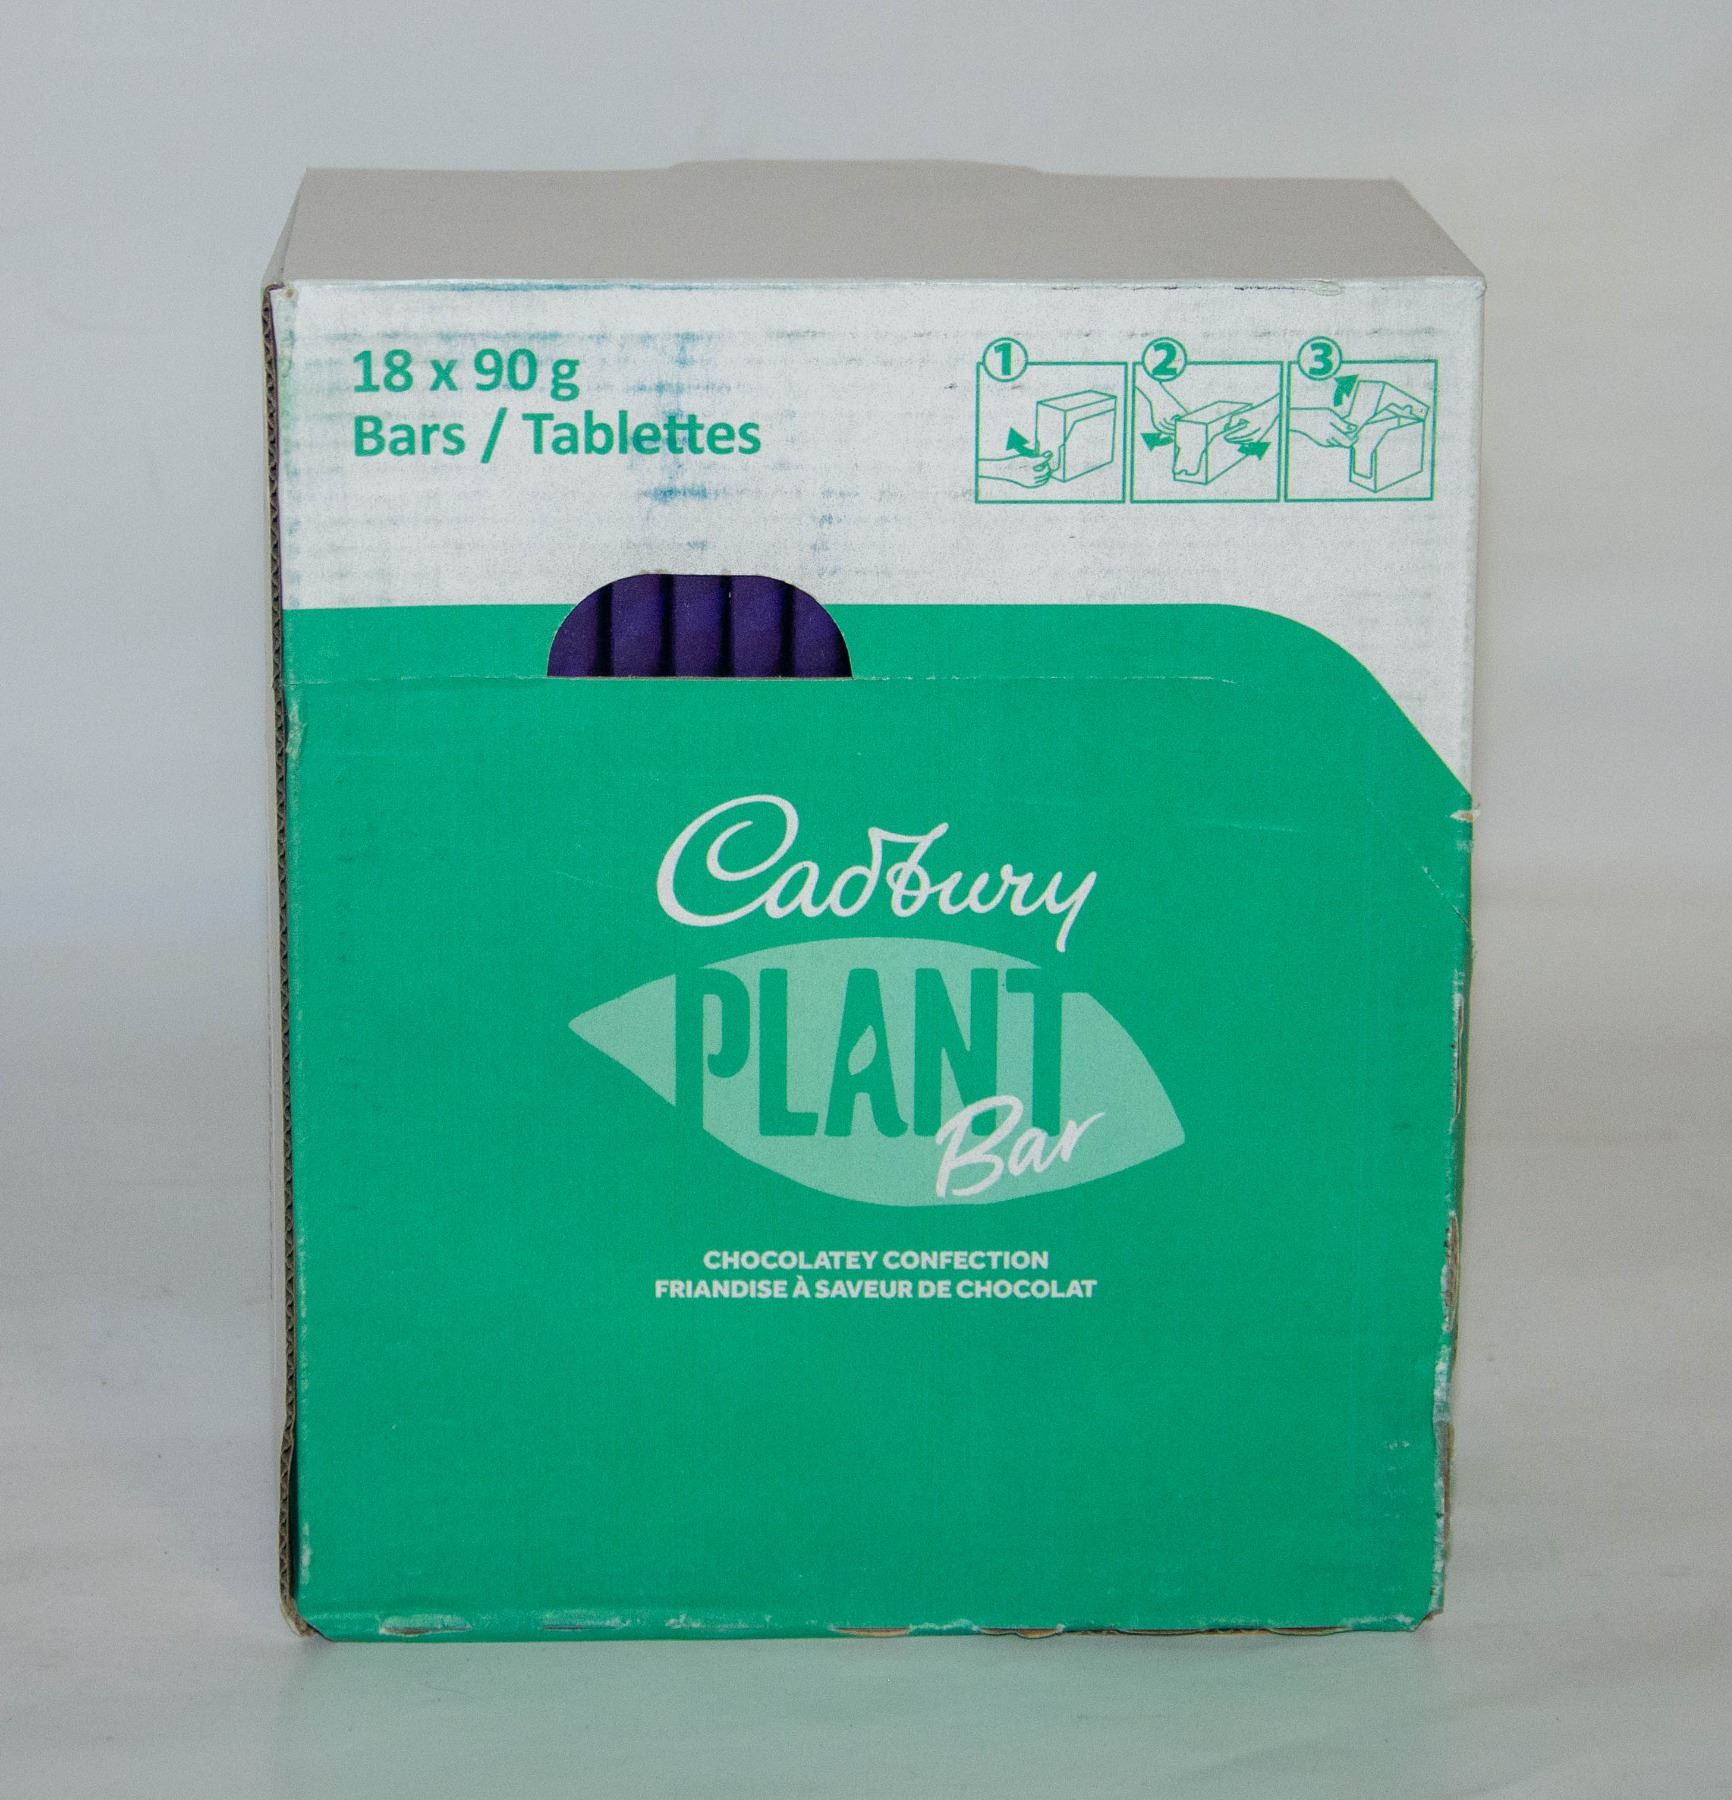 18 x 90 g
Bars / Tablettes
1 2 3
Cadbury
PLANT
Bar
CHOCOLATEY CONFECTION
FRIANDISE À SAVEUR DE CHOCOLAT